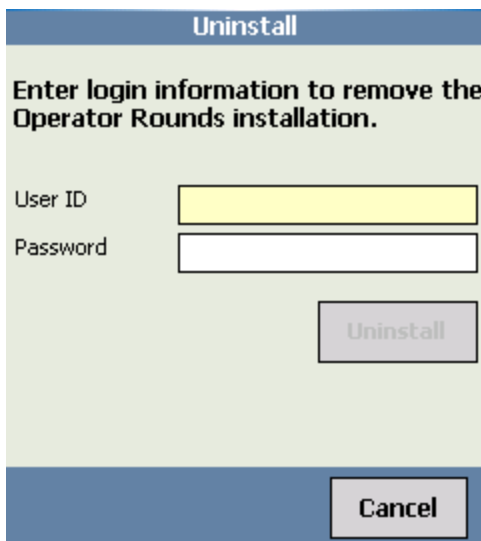 Uninstall
Enter login information to remove the
Operator Rounds installation.
User ID
Password
Uninstall
Cancel